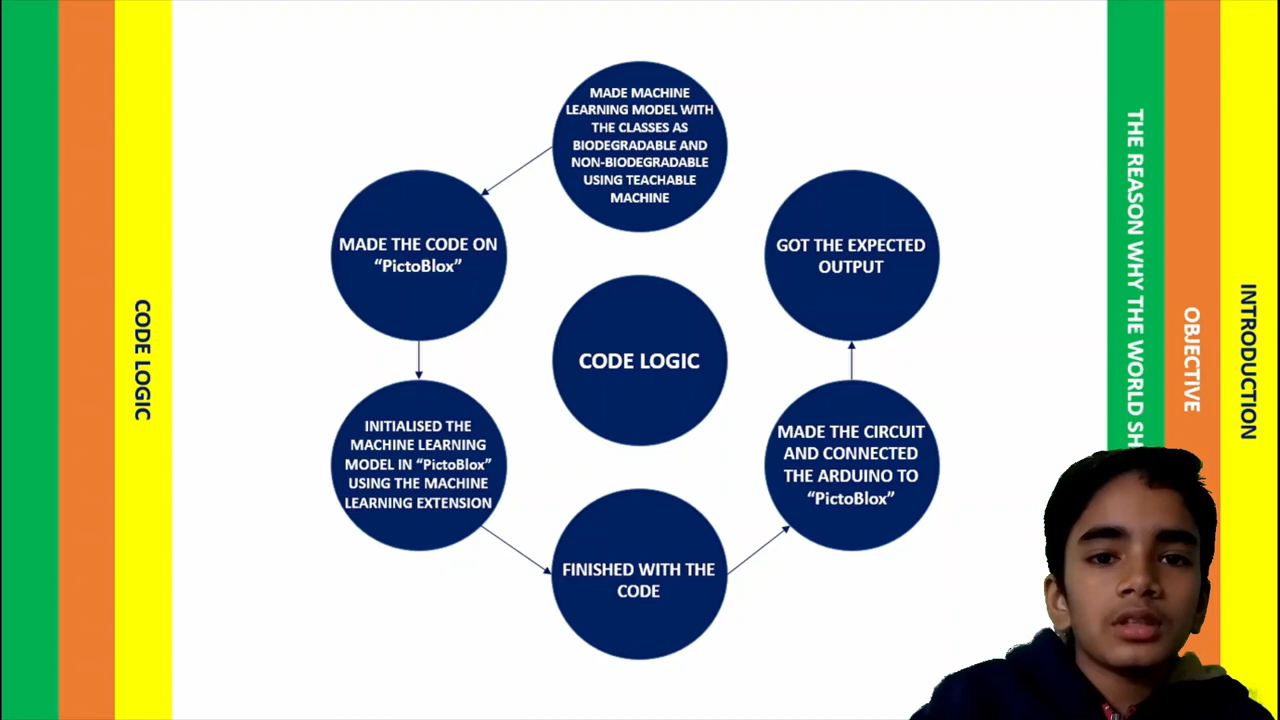 MADE MACHINE
LEARNING MODEL WITH
THE CLASSES AS
BIODEGRADABLE AND
NON-BIODEGRADABLE
USING TEACHABLE
MACHINE
MADE THE CODE ON
“PictoBlox”
INITIALISED THE
MACHINE LEARNING
MODEL IN “PictoBlox”
USING THE MACHINE
LEARNING EXTENSION
FINISHED WITH THE
CODE
MADE THE CIRCUIT
AND CONNECTED
THE ARDUINO TO
“PictoBlox”
GOT THE EXPECTED
OUTPUT
CODE LOGIC
CODE LOGIC
THE REASON WHY THE WORLD
OBJECTIVE
INTRODUCTION